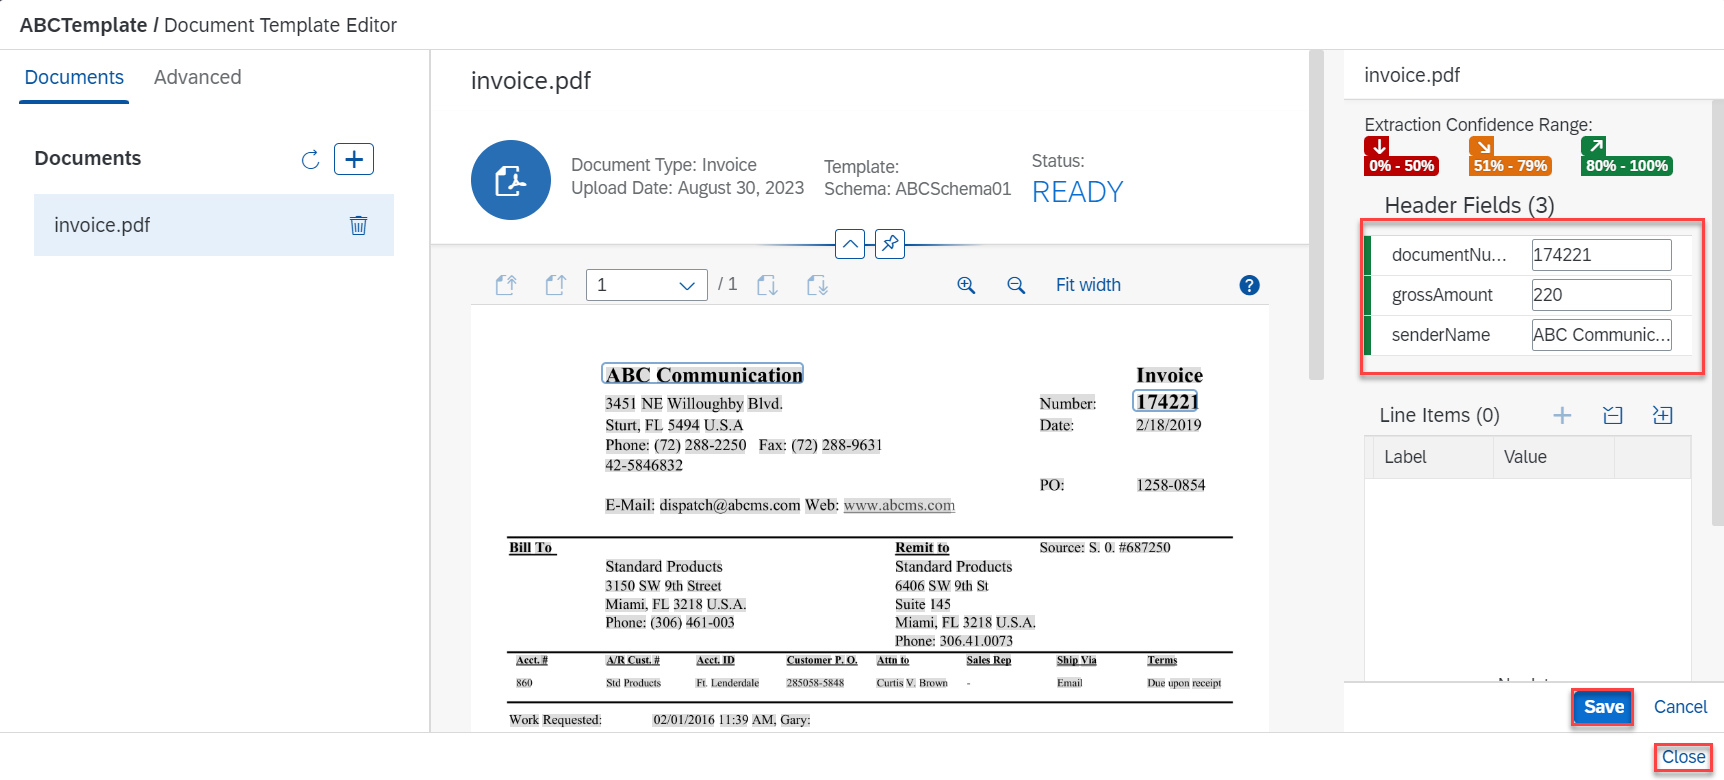 ABCTemplate / Document Template Editor
Documents
Advanced
Documents
invoice.pdf
invoice.pdf
Document Type: Invoice
Upload Date: August 30, 2023
Template:
Schema: ABCSchema01
Status:
READY
1
/ 1
Fit width
?
ABC Communication
3451 NE Willoughby Blvd.
Sturt, FL 5494 U.S.A
Phone: (72) 288-2250 Fax: (72) 288-9631
42-5846832
E-Mail: dispatch@abcms.com Web: www.abcms.com
Invoice
Number: 174221
Date: 2/18/2019
PO: 1258-0854
Bill To
Standard Products
3150 SW 9th Street
Miami, FL 3218 U.S.A.
Phone: (306) 461-003
Remit to
Standard Products
6406 SW 9th St
Suite 145
Miami, FL 3218 U.S.A.
Phone: 306.41.0073
Source: S. 0. #687250
Acct. # A/R Cust. # Acct. ID Customer P. O. Attn to Sales Rep Ship Via Terms
860 Std Products Ft. Lenderdale 285058-5848 Curtis V. Brown - Email Due upon receipt
Work Requested: 02/01/2016 11:39 AM, Gary:
invoice.pdf
Extraction Confidence Range:
0% - 50%
51% - 79%
80% - 100%
Header Fields (3)
documentNu... 174221
grossAmount 220
senderName ABC Communic...
Line Items (0)
Label Value
Save Cancel
Close